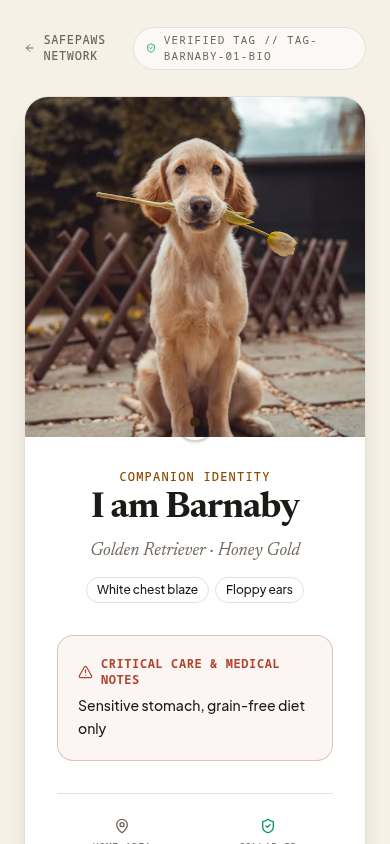 SAFEPAWS
NETWORK
VERIFIED TAG // TAG-
BARNABY-01-BIO
COMPANION IDENTITY
I am Barnaby
Golden Retriever · Honey Gold
White chest blaze
Floppy ears
CRITICAL CARE & MEDICAL
NOTES
Sensitive stomach, grain-free diet
only